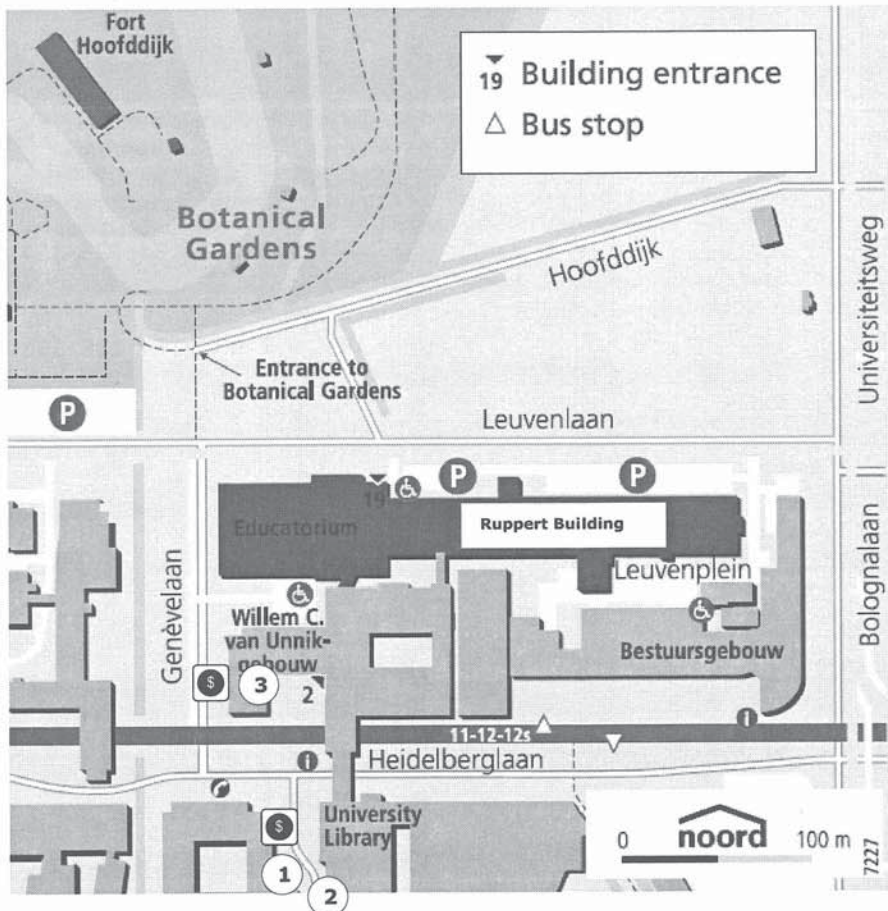 Fort
Hoofddijk
19 Building entrance
Bus stop
Botanical
Gardens
Hoofddijk
Universiteitsweg
Entrance to
Botanical Gardens
P
Leuvenlaan
19
P
P
Educatorium
Ruppert Building
Leuvenplein
Genèvelaan
Bolognalaan
Willem C.
van Unnik-
gebouw
Bestuursgebouw
$
3
2
11-12-12s
i
i
Heidelberglaan
$
University
Library
1
2
0 noord 100 m
7227